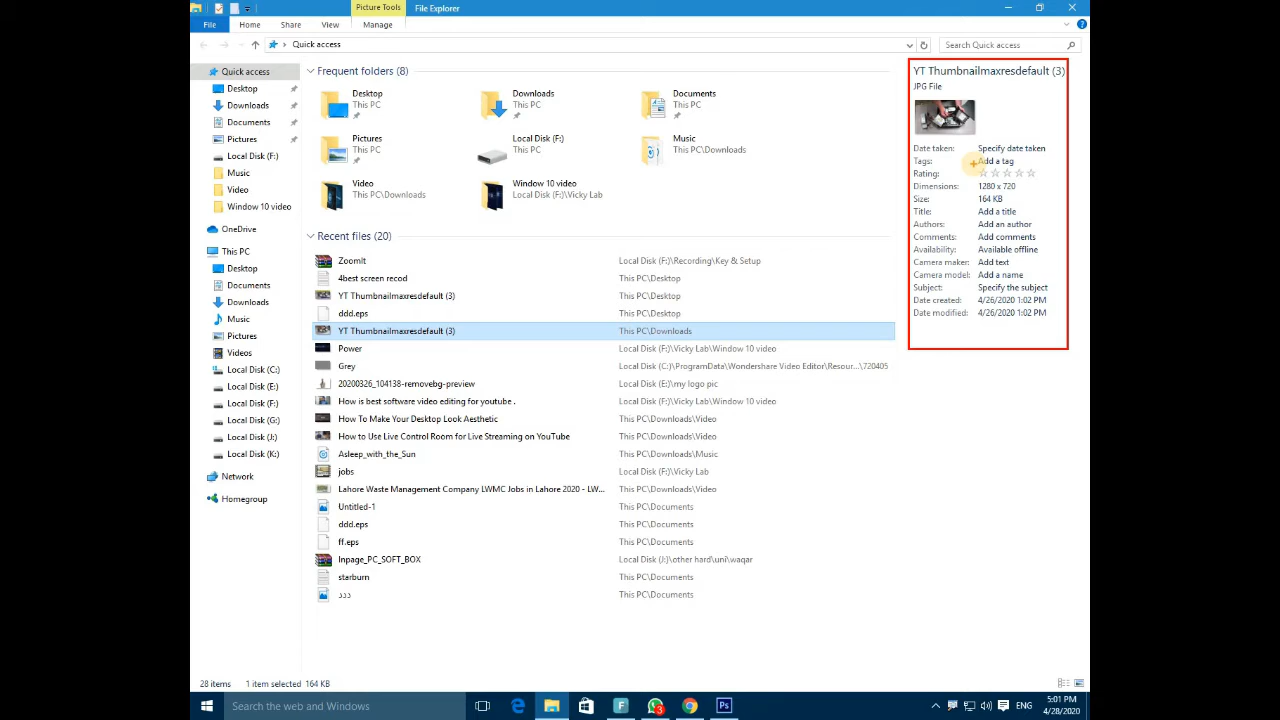 Picture Tools File Explorer
File Home Share View Manage
Quick access Search Quick access
Quick access
Desktop
Downloads
Documents
Pictures
Local Disk (F:)
Music
Video
Window 10 video
OneDrive
This PC
Desktop
Documents
Downloads
Music
Pictures
Videos
Local Disk (C:)
Local Disk (E:)
Local Disk (F:)
Local Disk (G:)
Local Disk (J:)
Local Disk (K:)
Network
Homegroup
Frequent folders (8)
Desktop
This PC
Downloads
This PC
Documents
This PC
Pictures
This PC
Local Disk (F:)
Music
This PC\Downloads
Video
This PC\Downloads
Window 10 video
Local Disk (F:)\Vicky Lab
Recent files (20)
ZoomIt Local Disk (F:)\Recording\Key & Setup
4best screen recod This PC\Desktop
YT Thumbnailmaxresdefault (3) This PC\Desktop
ddd.eps This PC\Desktop
YT Thumbnailmaxresdefault (3) This PC\Downloads
Power Local Disk (F:)\Vicky Lab\Window 10 video
Grey Local Disk (C:)\ProgramData\Wondershare Video Editor\Resour...\720405
20200326_104138-removebg-preview Local Disk (E:)\my logo pic
How is best software video editing for youtube . Local Disk (F:)\Vicky Lab\Window 10 video
How To Make Your Desktop Look Aesthetic This PC\Downloads\Video
How to Use Live Control Room for Live Streaming on YouTube This PC\Downloads\Video
Asleep_with_the_Sun This PC\Downloads\Music
jobs Local Disk (F:)\Vicky Lab
Lahore Waste Management Company LWMC Jobs in Lahore 2020 - LW... This PC\Downloads\Video
Untitled-1 This PC\Documents
ddd.eps This PC\Documents
ff.eps This PC\Documents
Inpage_PC_SOFT_BOX Local Disk (J:)\other hard\uni\waqar
starburn This PC\Documents
ددد This PC\Documents
YT Thumbnailmaxresdefault (3)
JPG File
Date taken: Specify date taken
Tags: Add a tag
Rating:
Dimensions: 1280 x 720
Size: 164 KB
Title: Add a title
Authors: Add an author
Comments: Add comments
Availability: Available offline
Camera maker: Add text
Camera model: Add a name
Subject: Specify the subject
Date created: 4/26/2020 1:02 PM
Date modified: 4/26/2020 1:02 PM
28 items 1 item selected 164 KB
Search the web and Windows
3
Ps
ENG
5:01 PM
4/28/2020